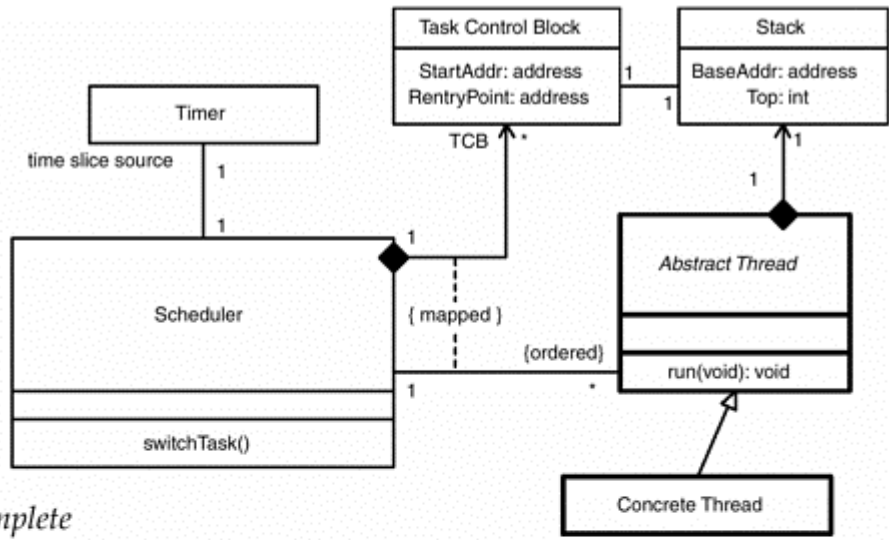 Task Control Block
StartAddr: address
RentryPoint: address
1
1
Stack
BaseAddr: address
Top: int
Timer
time slice source
1
1
TCB
*
1
1
Scheduler
switchTask()
1
{ mapped }
{ordered}
1
*
Abstract Thread
run(void): void
Concrete Thread
mplete